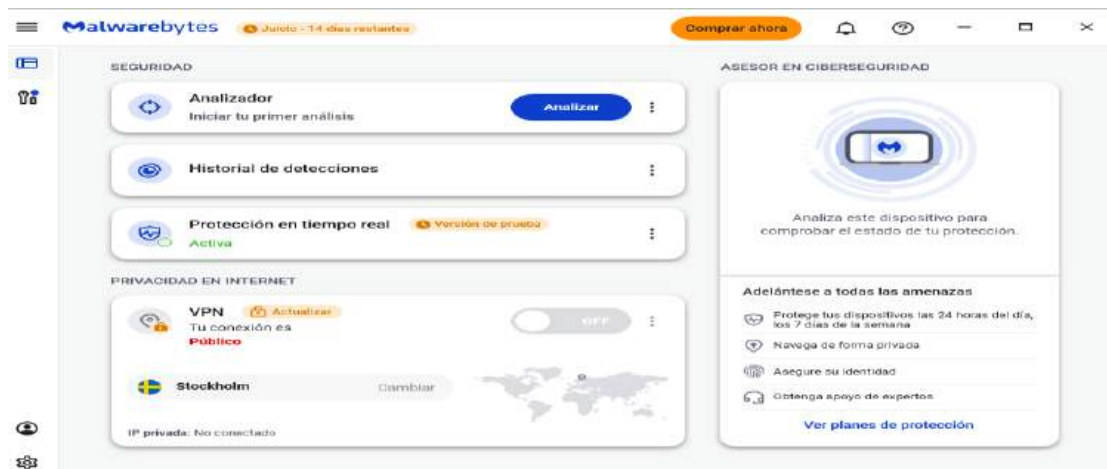 Malwarebytes
Juicio - 14 días restantes
Comprar ahora
SEGURIDAD
Analizador
Iniciar tu primer análisis
Analizar
Historial de detecciones
Protección en tiempo real
Versión de prueba
Activa
PRIVACIDAD EN INTERNET
VPN
Actualizar
Tu conexión es
Público
OFF
Stockholm
Cambiar
IP privada: No conectado
ASESOR EN CIBERSEGURIDAD
Analiza este dispositivo para
comprobar el estado de tu protección.
Adelántese a todas las amenazas
Protege tus dispositivos las 24 horas del día,
los 7 días de la semana
Navega de forma privada
Asegure su identidad
Obtenga apoyo de expertos
Ver planes de protección